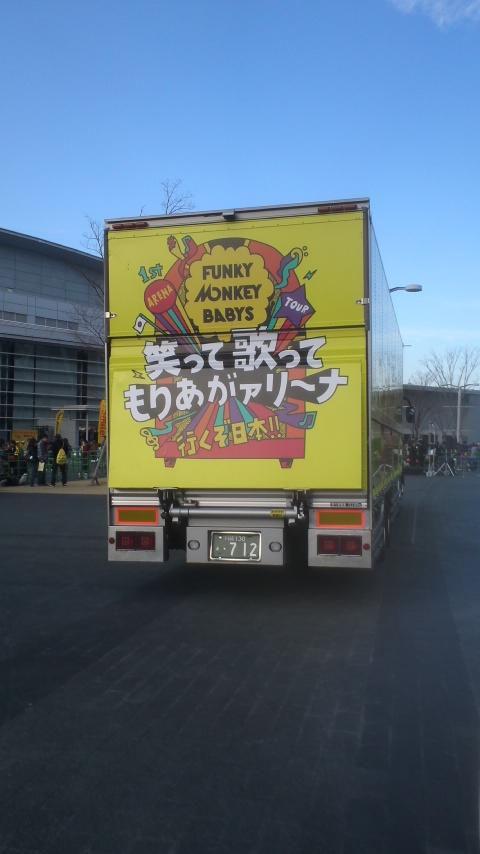 1st
ARENA
FUNKY
MONKEY
BABYS
TOUR
笑って歌って
もりあがァリ〜ナ
行くぞ日本!!
130
・712